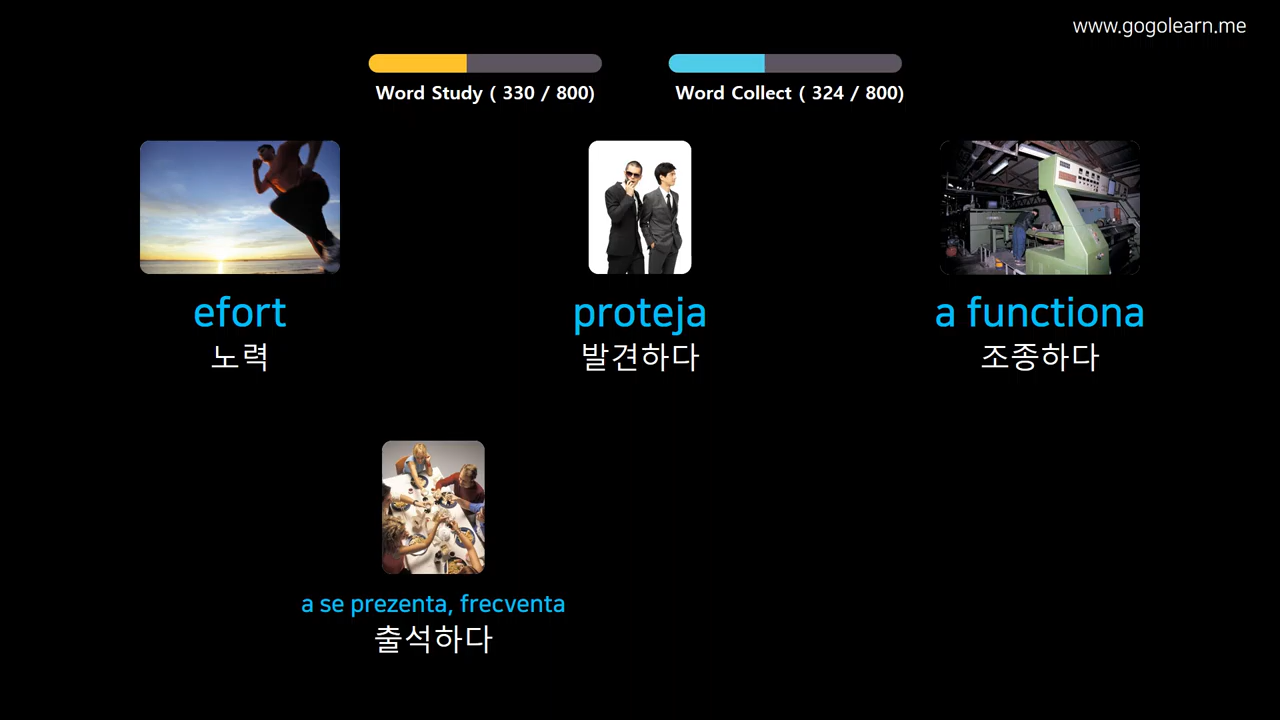 www.gogolearn.me
Word Study ( 330 / 800)
Word Collect ( 324 / 800)
efort
노력
proteja
발견하다
a functiona
조종하다
a se prezenta, frecventa
출석하다